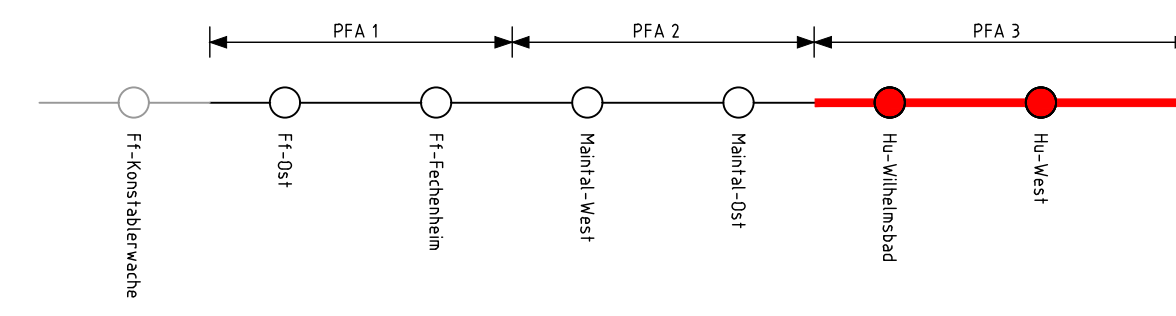 PFA 1
PFA 2
PFA 3
Ff-Konstablerwache
Ff-Ost
Ff-Fechenheim
Maintal-West
Maintal-Ost
Hu-Wilhelmsbad
Hu-West